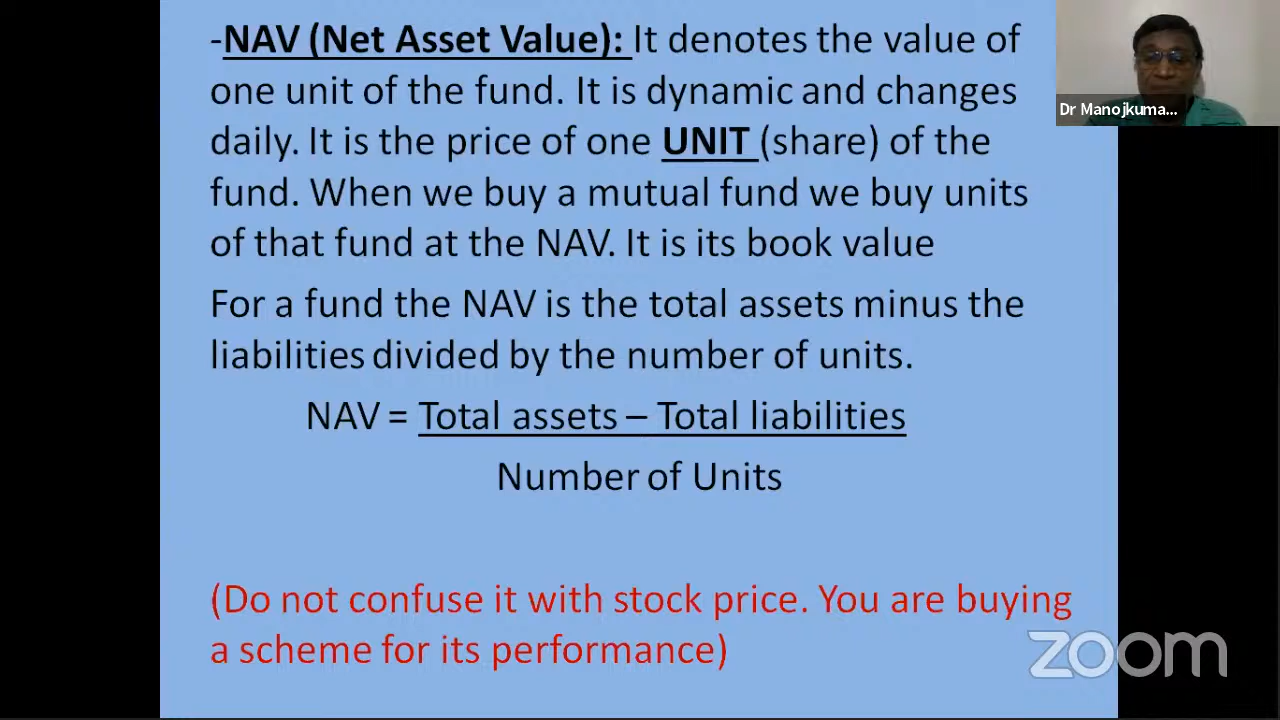 -NAV (Net Asset Value): It denotes the value of
one unit of the fund. It is dynamic and changes
daily. It is the price of one UNIT (share) of the
fund. When we buy a mutual fund we buy units
of that fund at the NAV. It is its book value
For a fund the NAV is the total assets minus the
liabilities divided by the number of units.
NAV = Total assets – Total liabilities
Number of Units
(Do not confuse it with stock price. You are buying
a scheme for its performance)
Dr Manojkuma...
zoom